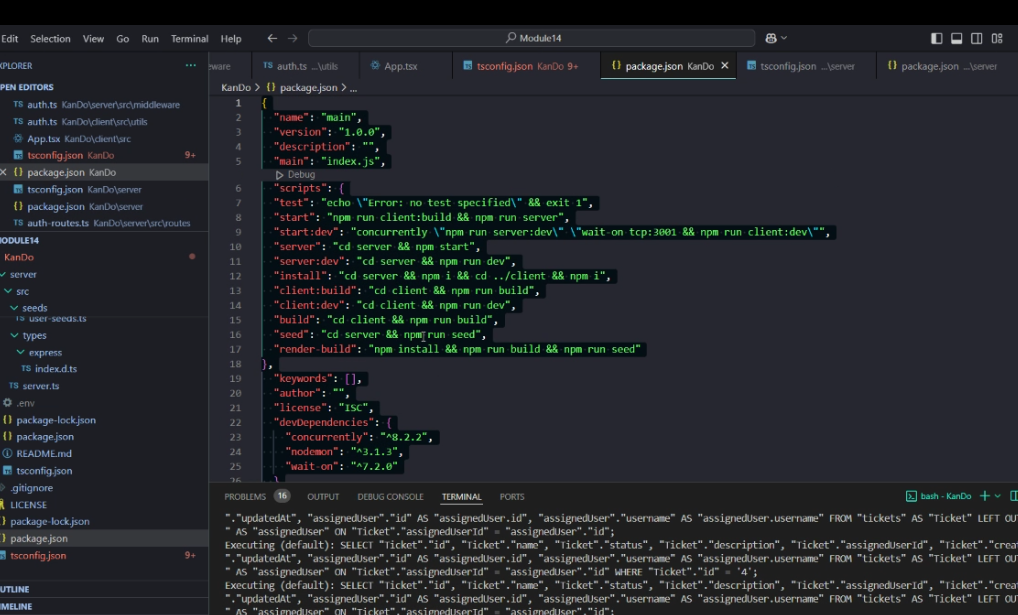 Edit Selection View Go Run Terminal Help
Module14
XPLORER
PEN EDITORS
TS auth.ts KanDo\server\src\middleware
TS auth.ts KanDo\client\src\utils
App.tsx KanDo\client\src
tsconfig.json KanDo 9+
{} package.json KanDo
tsconfig.json KanDo\server
{} package.json KanDo\server
TS auth-routes.ts KanDo\server\src\routes
ODULE14
KanDo
server
src
seeds
TS user-seeds.ts
types
express
TS index.d.ts
TS server.ts
.env
{} package-lock.json
{} package.json
README.md
tsconfig.json
.gitignore
LICENSE
package-lock.json
package.json
tsconfig.json 9+
UTLINE
IMELINE
ware
TS auth.ts ...\utils
App.tsx
tsconfig.json KanDo 9+
{} package.json KanDo
tsconfig.json ...\server
{} package.json ...\server
KanDo > {} package.json > ...
1 {
2 "name": "main",
3 "version": "1.0.0",
4 "description": "",
5 "main": "index.js",
Debug
6 "scripts": {
7 "test": "echo \"Error: no test specified\" && exit 1",
8 "start": "npm run client:build && npm run server",
9 "start:dev": "concurrently \"npm run server:dev\" \"wait-on tcp:3001 && npm run client:dev\"",
10 "server": "cd server && npm start",
11 "server:dev": "cd server && npm run dev",
12 "install": "cd server && npm i && cd ../client && npm i",
13 "client:build": "cd client && npm run build",
14 "client:dev": "cd client && npm run dev",
15 "build": "cd client && npm run build",
16 "seed": "cd server && npm run seed",
17 "render-build": "npm install && npm run build && npm run seed"
18 },
19 "keywords": [],
20 "author": "",
21 "license": "ISC",
22 "devDependencies": {
23 "concurrently": "^8.2.2",
24 "nodemon": "^3.1.3",
25 "wait-on": "^7.2.0"
26 }
PROBLEMS 16 OUTPUT DEBUG CONSOLE TERMINAL PORTS
bash - KanDo
"."updatedAt", "assignedUser"."id" AS "assignedUser.id", "assignedUser"."username" AS "assignedUser.username" FROM "tickets" AS "Ticket" LEFT OU
" AS "assignedUser" ON "Ticket"."assignedUserId" = "assignedUser"."id";
Executing (default): SELECT "Ticket"."id", "Ticket"."name", "Ticket"."status", "Ticket"."description", "Ticket"."assignedUserId", "Ticket"."crea
"."updatedAt", "assignedUser"."id" AS "assignedUser.id", "assignedUser"."username" AS "assignedUser.username" FROM "tickets" AS "Ticket" LEFT OU
" AS "assignedUser" ON "Ticket"."assignedUserId" = "assignedUser"."id" WHERE "Ticket"."id" = '4';
Executing (default): SELECT "Ticket"."id", "Ticket"."name", "Ticket"."status", "Ticket"."description", "Ticket"."assignedUserId", "Ticket"."crea
"."updatedAt", "assignedUser"."id" AS "assignedUser.id", "assignedUser"."username" AS "assignedUser.username" FROM "tickets" AS "Ticket" LEFT OU
" AS "assignedUser" ON "Ticket"."assignedUserId" = "assignedUser"."id";